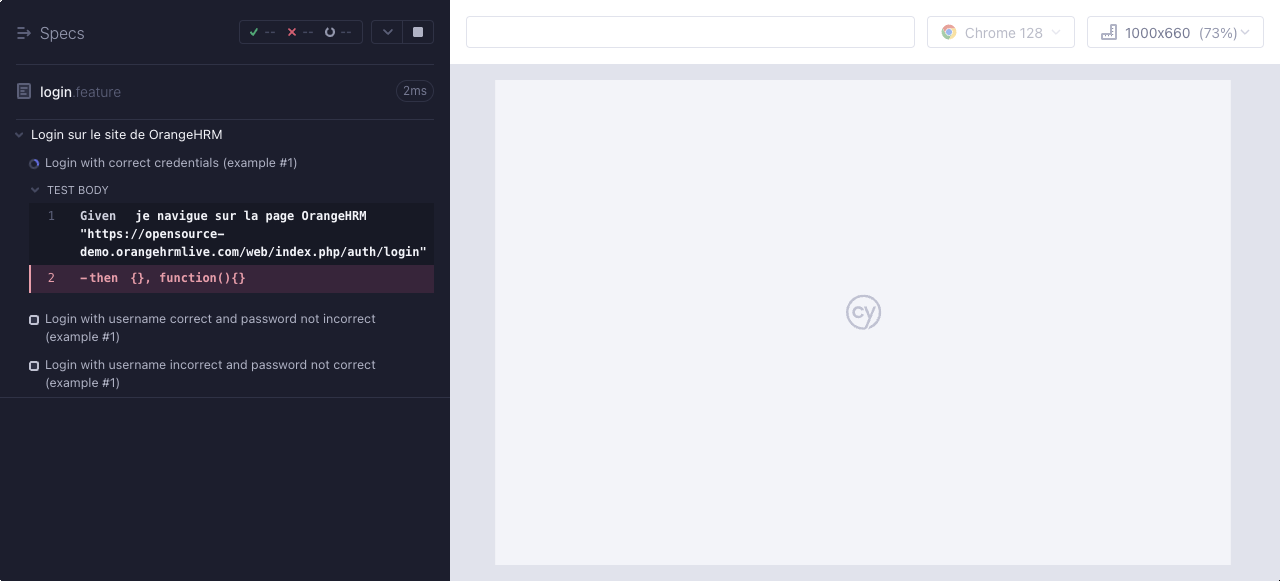 Specs
-- -- --
Chrome 128
1000x660 (73%)
login.feature
2ms
Login sur le site de OrangeHRM
Login with correct credentials (example #1)
TEST BODY
1 Given je navigue sur la page OrangeHRM
"https://opensource-
demo.orangehrmlive.com/web/index.php/auth/login"
2 -then {}, function(){}
Login with username correct and password not incorrect
(example #1)
Login with username incorrect and password not correct
(example #1)
cy